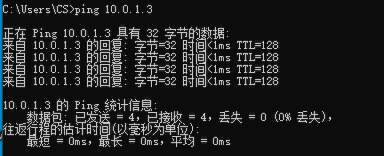 C:\Users\CS>ping 10.0.1.3
正在 Ping 10.0.1.3 具有 32 字节的数据:
来自 10.0.1.3 的回复: 字节=32 时间<1ms TTL=128
来自 10.0.1.3 的回复: 字节=32 时间<1ms TTL=128
来自 10.0.1.3 的回复: 字节=32 时间<1ms TTL=128
来自 10.0.1.3 的回复: 字节=32 时间<1ms TTL=128
10.0.1.3 的 Ping 统计信息:
数据包: 已发送 = 4，已接收 = 4，丢失 = 0 (0% 丢失)，
往返行程的估计时间(以毫秒为单位):
最短 = 0ms，最长 = 0ms，平均 = 0ms